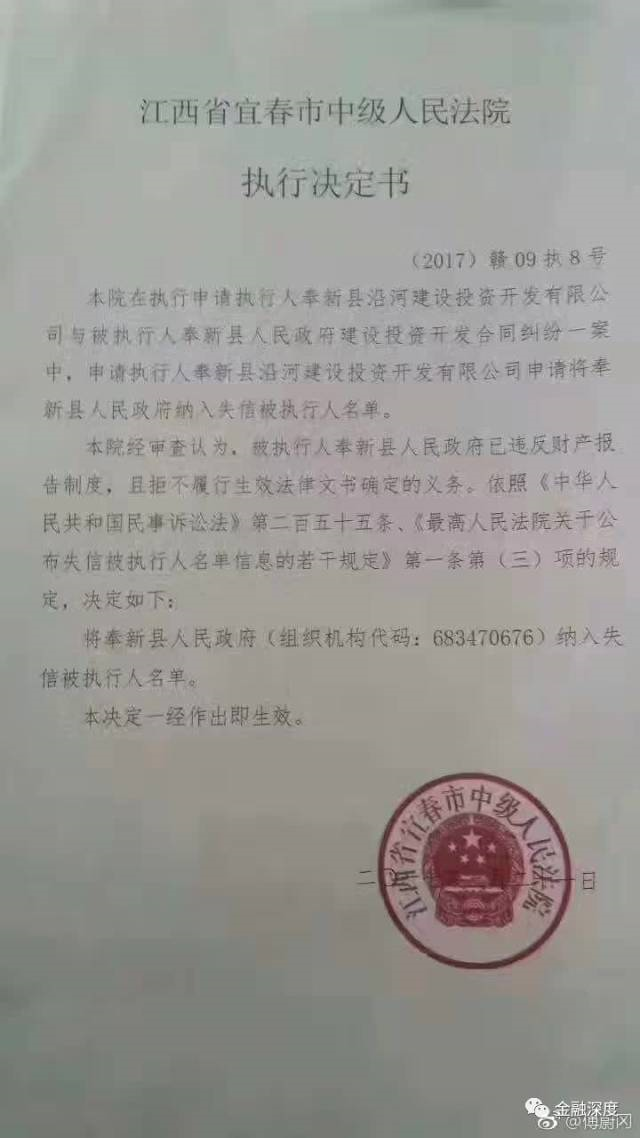 江西省宜春市中级人民法院
执行决定书
（2017）赣09执8号
本院在执行申请执行人奉新县沿河建设投资开发有限公
司与被执行人奉新县人民政府建设投资开发合同纠纷一案
中，申请执行人奉新县沿河建设投资开发有限公司申请将奉
新县人民政府纳入失信被执行人名单。
本院经审查认为，被执行人奉新县人民政府已违反财产报
告制度，且拒不履行生效法律文书确定的义务。依照《中华人
民共和国民事诉讼法》第二百五十五条、《最高人民法院关于公
布失信被执行人名单信息的若干规定》第一条第（三）项的规
定，决定如下：
将奉新县人民政府（组织机构代码：683470676）纳入失
信被执行人名单。
本决定一经作出即生效。
江西省宜春市中级人民法院
日
金融深度
@傅蔚冈